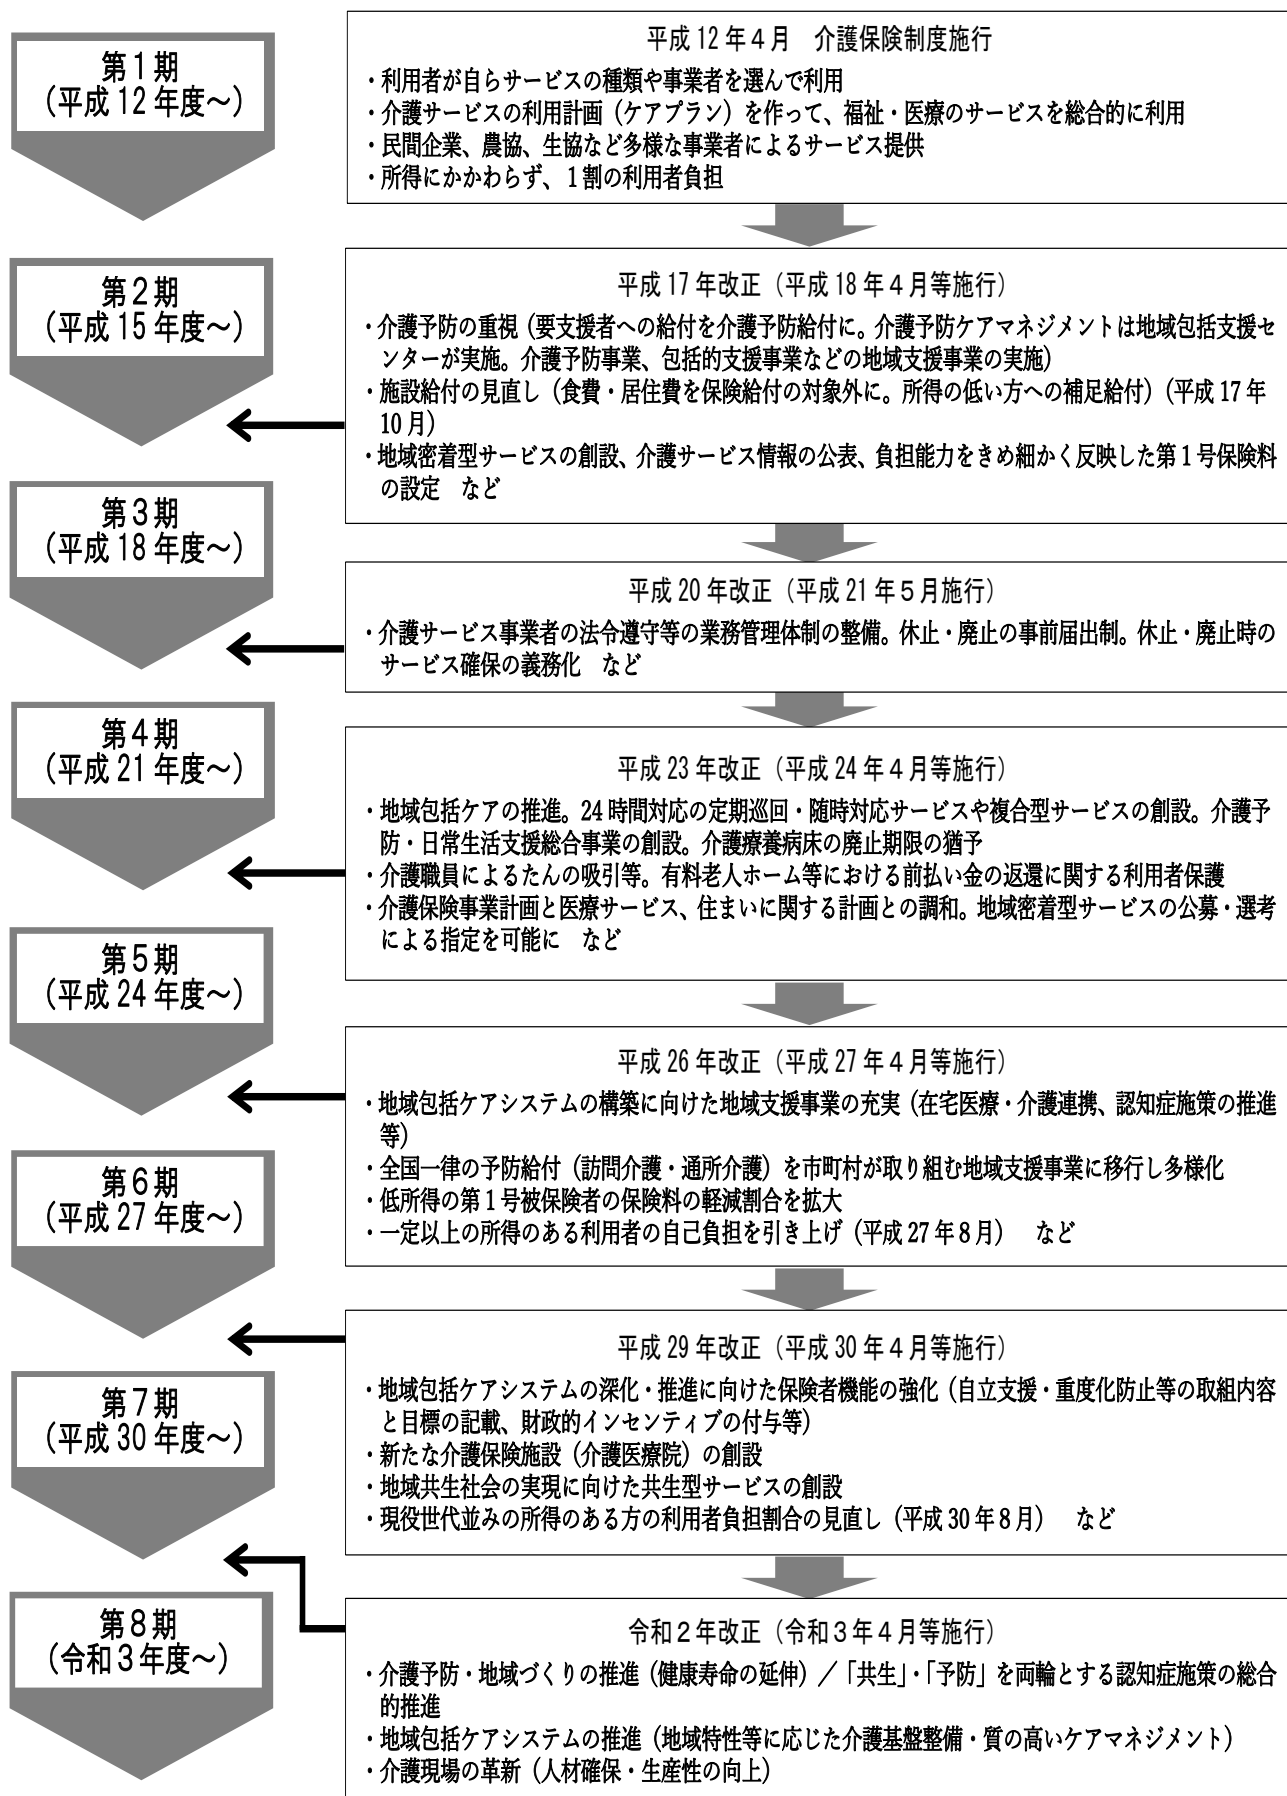 第１期
（平成 12 年度～）
平成 12 年４月　介護保険制度施行
・利用者が自らサービスの種類や事業者を選んで利用
・介護サービスの利用計画（ケアプラン）を作って、福祉・医療のサービスを総合的に利用
・民間企業、農協、生協など多様な事業者によるサービス提供
・所得にかかわらず、１割の利用者負担
第２期
（平成 15 年度～）
平成 17 年改正（平成 18 年４月等施行）
・介護予防の重視（要支援者への給付を介護予防給付に。介護予防ケアマネジメントは地域包括支援セ
ンターが実施。介護予防事業、包括的支援事業などの地域支援事業の実施）
・施設給付の見直し（食費・居住費を保険給付の対象外に。所得の低い方への補足給付）（平成 17 年
10 月）
・地域密着型サービスの創設、介護サービス情報の公表、負担能力をきめ細かく反映した第１号保険料
の設定　など
第３期
（平成 18 年度～）
平成 20 年改正（平成 21 年５月施行）
・介護サービス事業者の法令遵守等の業務管理体制の整備。休止・廃止の事前届出制。休止・廃止時の
サービス確保の義務化　など
第４期
（平成 21 年度～）
平成 23 年改正（平成 24 年４月等施行）
・地域包括ケアの推進。24 時間対応の定期巡回・随時対応サービスや複合型サービスの創設。介護予
防・日常生活支援総合事業の創設。介護療養病床の廃止期限の猶予
・介護職員によるたんの吸引等。有料老人ホーム等における前払い金の返還に関する利用者保護
・介護保険事業計画と医療サービス、住まいに関する計画との調和。地域密着型サービスの公募・選考
による指定を可能に　など
第５期
（平成 24 年度～）
平成 26 年改正（平成 27 年４月等施行）
・地域包括ケアシステムの構築に向けた地域支援事業の充実（在宅医療・介護連携、認知症施策の推進
等）
・全国一律の予防給付（訪問介護・通所介護）を市町村が取り組む地域支援事業に移行し多様化
・低所得の第１号被保険者の保険料の軽減割合を拡大
・一定以上の所得のある利用者の自己負担を引き上げ（平成 27 年８月）　など
第６期
（平成 27 年度～）
平成 29 年改正（平成 30 年４月等施行）
・地域包括ケアシステムの深化・推進に向けた保険者機能の強化（自立支援・重度化防止等の取組内容
と目標の記載、財政的インセンティブの付与等）
・新たな介護保険施設（介護医療院）の創設
・地域共生社会の実現に向けた共生型サービスの創設
・現役世代並みの所得のある方の利用者負担割合の見直し（平成 30 年８月）　など
第７期
（平成 30 年度～）
第８期
（令和３年度～）
令和２年改正（令和３年４月等施行）
・介護予防・地域づくりの推進（健康寿命の延伸）／「共生」・「予防」を両輪とする認知症施策の総合
的推進
・地域包括ケアシステムの推進（地域特性等に応じた介護基盤整備・質の高いケアマネジメント）
・介護現場の革新（人材確保・生産性の向上）